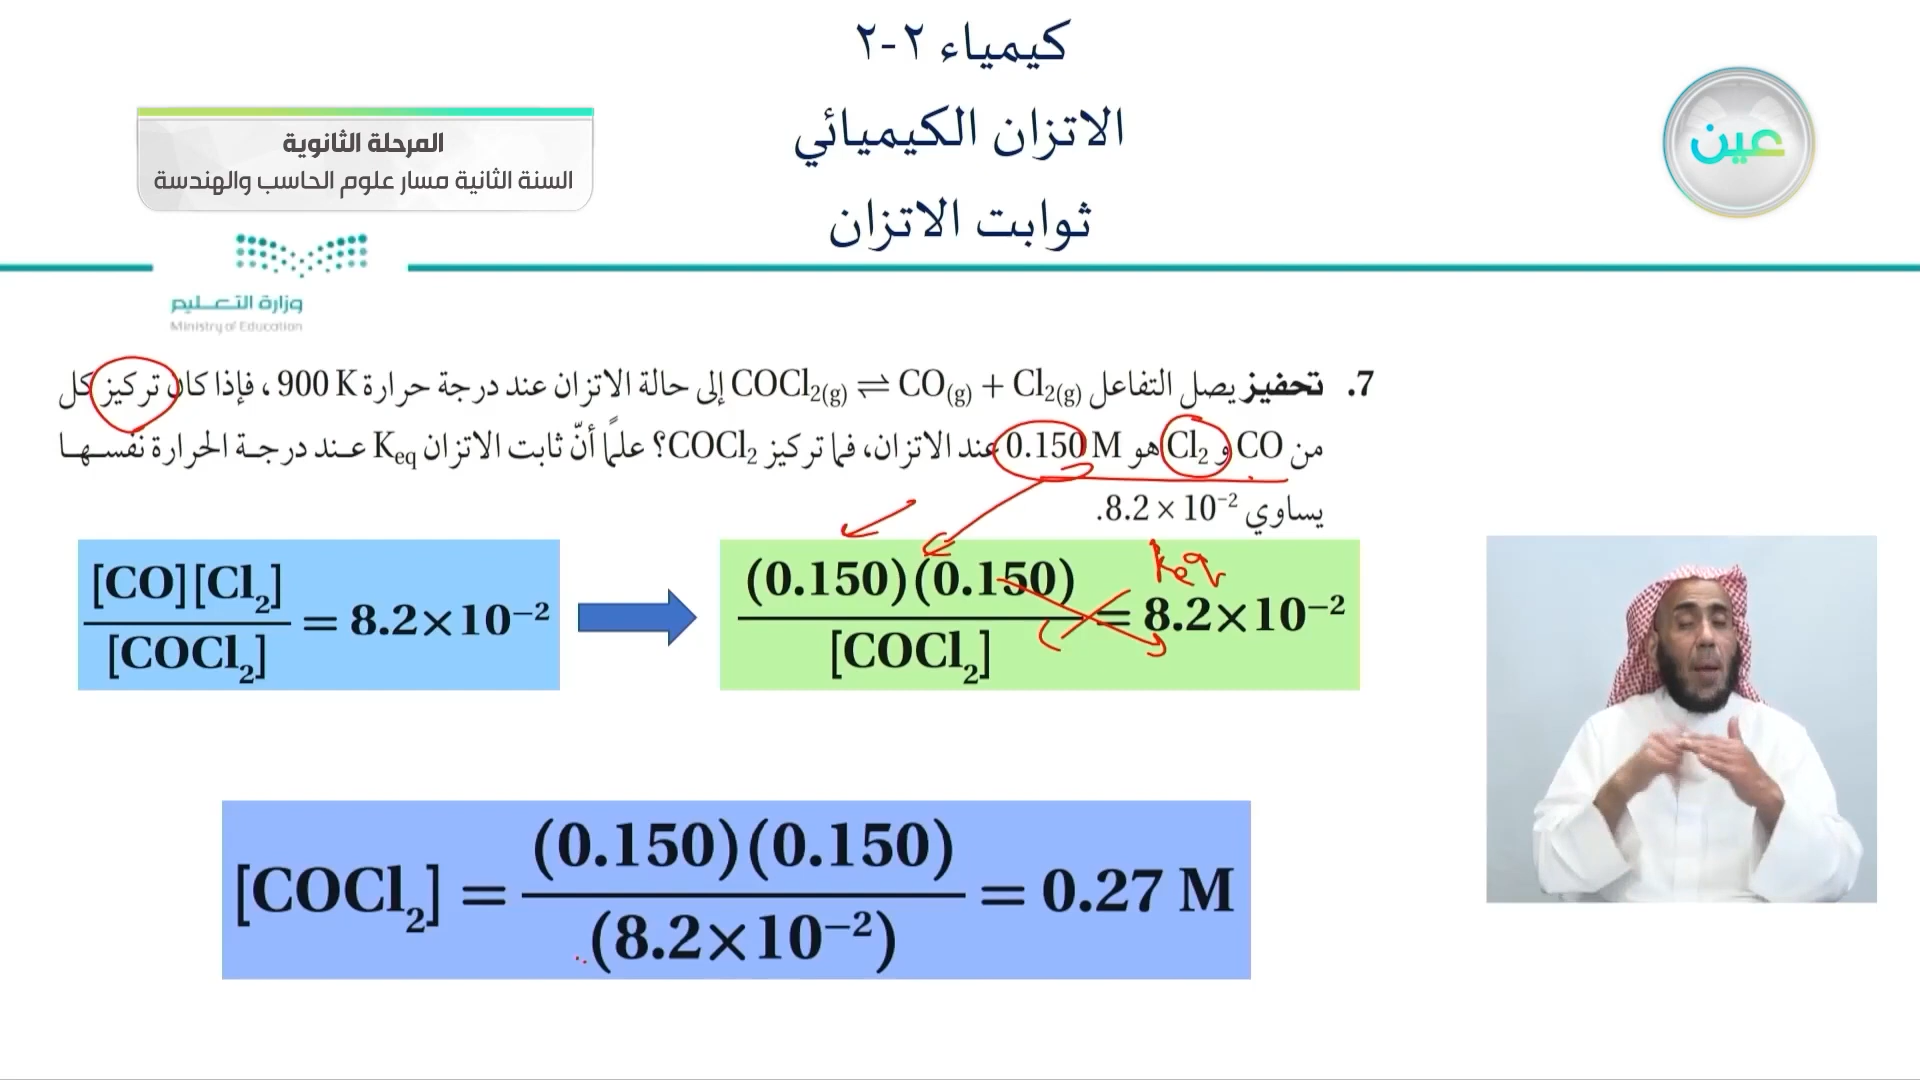 كيمياء ٢-٢
الاتزان الكيميائي
ثوابت الاتزان
عين
المرحلة الثانوية
السنة الثانية مسار علوم الحاسب والهندسة
وزارة التعـــليم
Ministry of Education
7. تحفيز يصل التفاعل COCl₂(g) ⇌ CO(g) + Cl₂(g) إلى حالة الاتزان عند درجة حرارة 900 K ، فإذا كان تركيز كل
من CO و Cl₂ هو 0.150 M عند الاتزان، فما تركيز COCl₂؟ علمًا أنّ ثابت الاتزان Keq عند درجة الحرارة نفسها
يساوي 8.2 × 10⁻².
[CO][Cl₂] / [COCl₂] = 8.2×10⁻²
(0.150)(0.150) / [COCl₂] = 8.2×10⁻²
keq
[COCl₂] = (0.150)(0.150) / (8.2×10⁻²) = 0.27 M